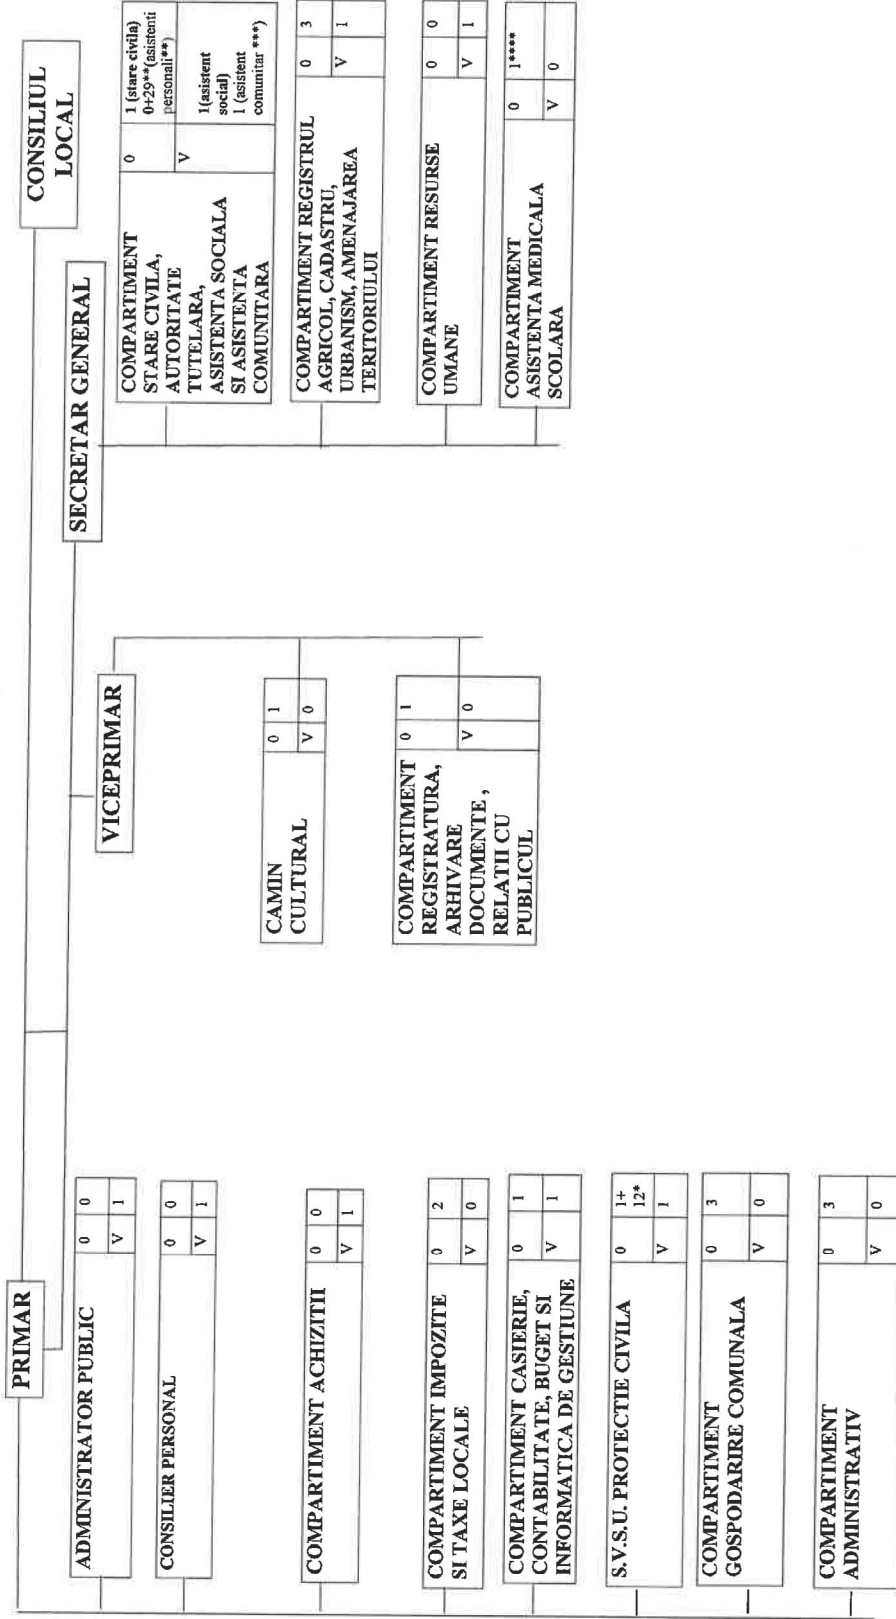 PRIMAR
CONSILIUL
LOCAL
SECRETAR GENERAL
VICEPRIMAR
ADMINISTRATOR PUBLIC
0 0
V 1
CONSILIER PERSONAL
0 0
V 1
COMPARTIMENT ACHIZITII
0 0
V 1
COMPARTIMENT IMPOZITE
SI TAXE LOCALE
0 2
V 0
COMPARTIMENT CASIERIE,
CONTABILITATE, BUGET SI
INFORMATICA DE GESTIUNE
0 1
V 1
S.V.S.U. PROTECTIE CIVILA
0 1+
12*
V 1
COMPARTIMENT
GOSPODARIRE COMUNALA
0 3
V 0
COMPARTIMENT
ADMINISTRATIV
0 3
V 0
CAMIN
CULTURAL
0 1
V 0
COMPARTIMENT
REGISTRATURA,
ARHIVARE
DOCUMENTE ,
RELATII CU
PUBLICUL
0 1
V 0
COMPARTIMENT
STARE CIVILA,
AUTORITATE
TUTELARA,
ASISTENTA SOCIALA
SI ASISTENTA
COMUNITARA
0 1 (stare civila)
0+29**(asistenti
personali**)
V 1(asistent
social)
1 (asistent
comunitar ***)
COMPARTIMENT REGISTRUL
AGRICOL, CADASTRU,
URBANISM, AMENAJAREA
TERITORIULUI
0 3
V 1
COMPARTIMENT RESURSE
UMANE
0 0
V 1
COMPARTIMENT
ASISTENTA MEDICALA
SCOLARA
0 1****
V 0